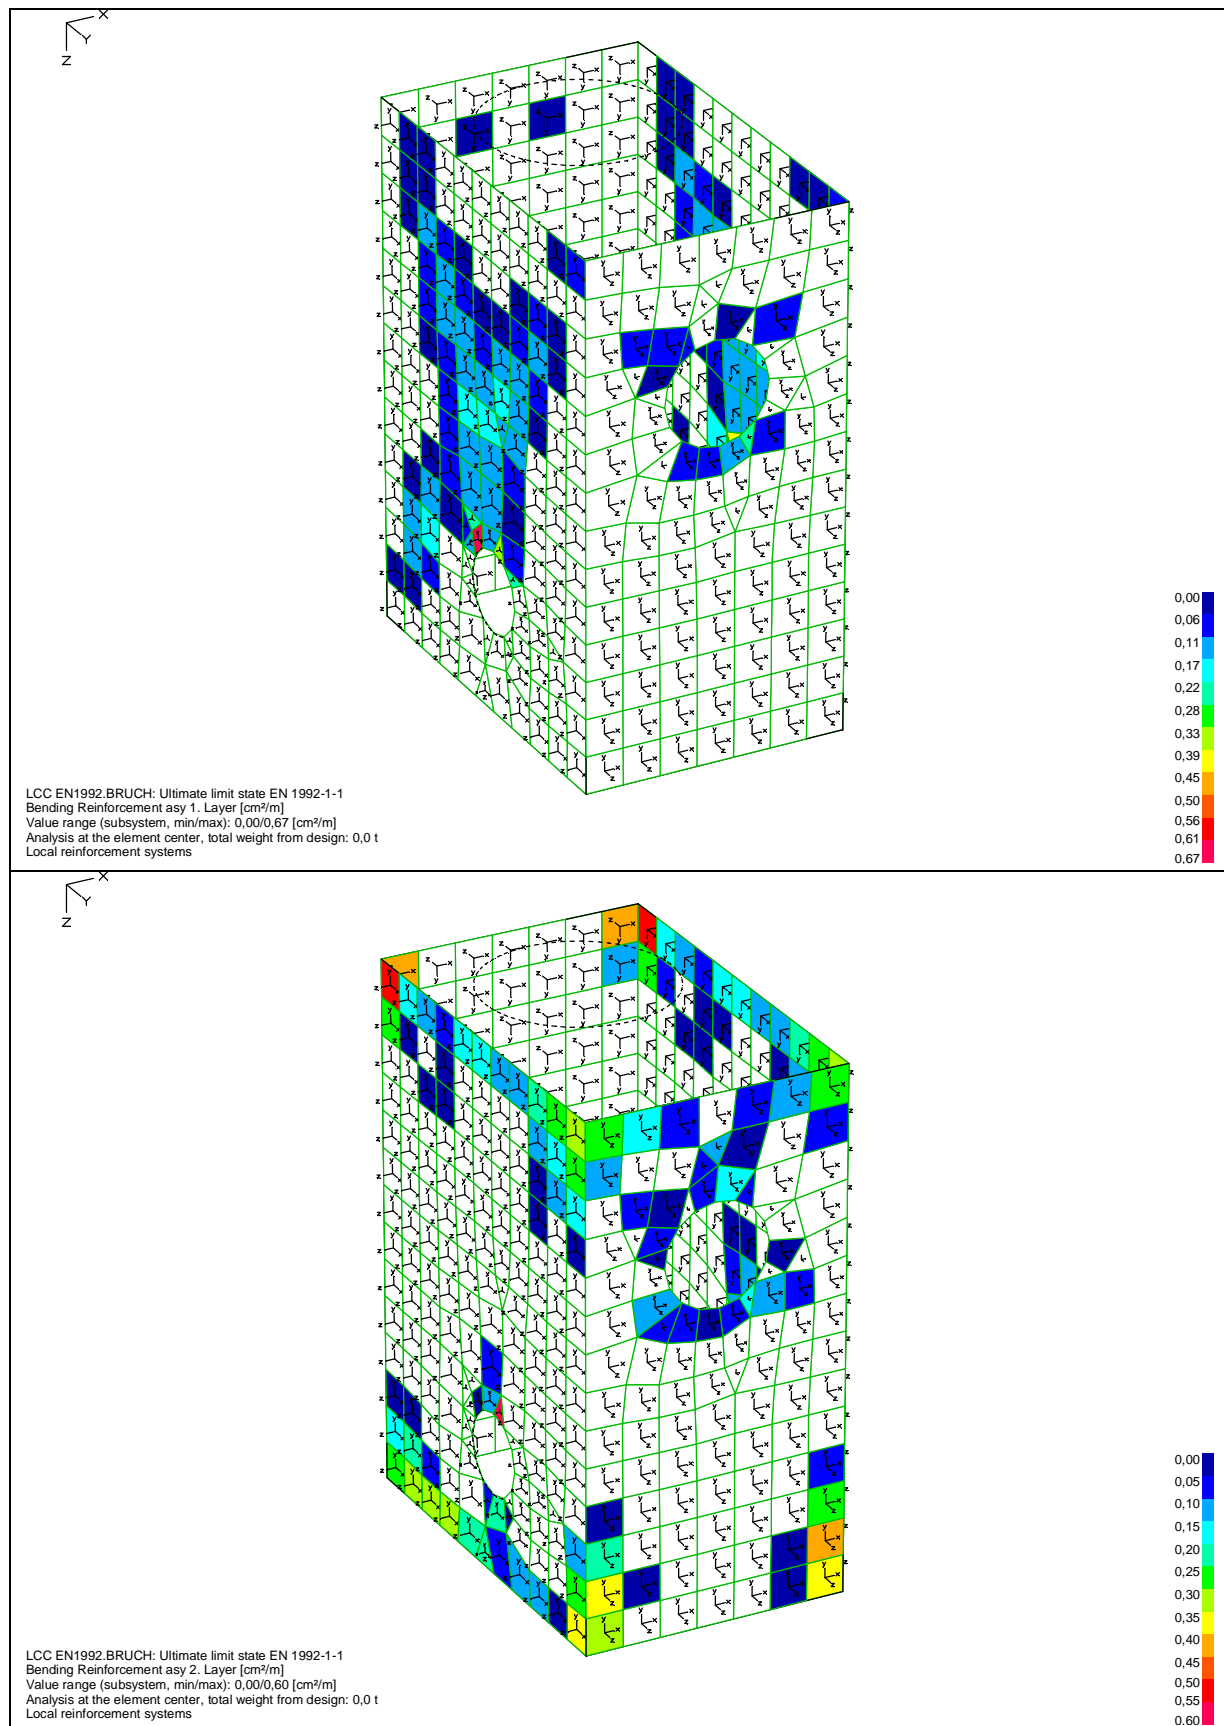 X
Y
Z
0,00
0,06
0,11
0,17
0,22
0,28
0,33
0,39
0,45
0,50
0,56
0,61
0,67
LCC EN1992.BRUCH: Ultimate limit state EN 1992-1-1
Bending Reinforcement asy 1. Layer [cm²/m]
Value range (subsystem, min/max): 0,00/0,67 [cm²/m]
Analysis at the element center, total weight from design: 0,0 t
Local reinforcement systems
X
Y
Z
0,00
0,05
0,10
0,15
0,20
0,25
0,30
0,35
0,40
0,45
0,50
0,55
0,60
LCC EN1992.BRUCH: Ultimate limit state EN 1992-1-1
Bending Reinforcement asy 2. Layer [cm²/m]
Value range (subsystem, min/max): 0,00/0,60 [cm²/m]
Analysis at the element center, total weight from design: 0,0 t
Local reinforcement systems